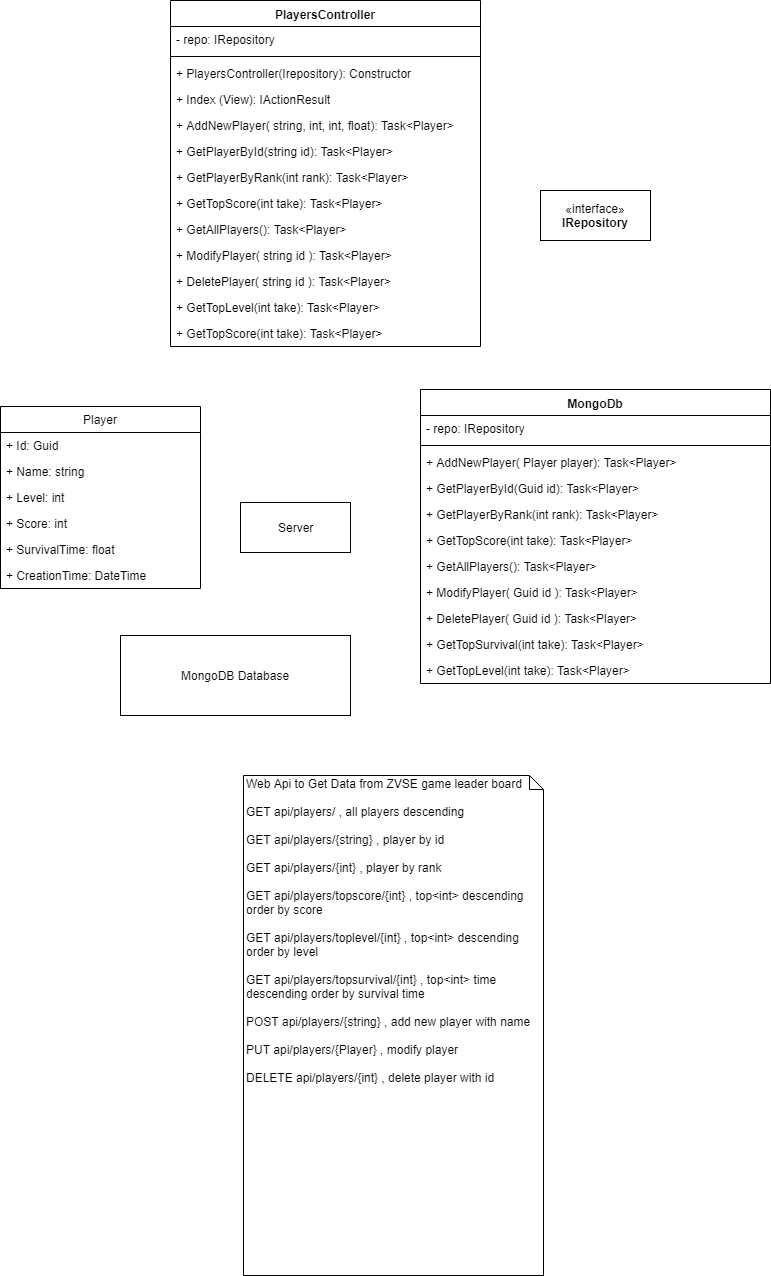 PlayersController
- repo: IRepository
+ PlayersController(Irepository): Constructor
+ Index (View): IActionResult
+ AddNewPlayer( string, int, int, float): Task<Player>
+ GetPlayerById(string id): Task<Player>
+ GetPlayerByRank(int rank): Task<Player>
+ GetTopScore(int take): Task<Player>
+ GetAllPlayers(): Task<Player>
+ ModifyPlayer( string id ): Task<Player>
+ DeletePlayer( string id ): Task<Player>
+ GetTopLevel(int take): Task<Player>
+ GetTopScore(int take): Task<Player>
«interface»
IRepository
Player
+ Id: Guid
+ Name: string
+ Level: int
+ Score: int
+ SurvivalTime: float
+ CreationTime: DateTime
Server
MongoDb
- repo: IRepository
+ AddNewPlayer( Player player): Task<Player>
+ GetPlayerById(Guid id): Task<Player>
+ GetPlayerByRank(int rank): Task<Player>
+ GetTopScore(int take): Task<Player>
+ GetAllPlayers(): Task<Player>
+ ModifyPlayer( Guid id ): Task<Player>
+ DeletePlayer( Guid id ): Task<Player>
+ GetTopSurvival(int take): Task<Player>
+ GetTopLevel(int take): Task<Player>
MongoDB Database
Web Api to Get Data from ZVSE game leader board
GET api/players/ , all players descending
GET api/players/{string} , player by id
GET api/players/{int} , player by rank
GET api/players/topscore/{int} , top<int> descending
order by score
GET api/players/toplevel/{int} , top<int> descending
order by level
GET api/players/topsurvival/{int} , top<int> time
descending order by survival time
POST api/players/{string} , add new player with name
PUT api/players/{Player} , modify player
DELETE api/players/{int} , delete player with id